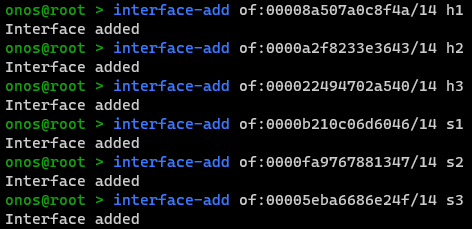 onos@root > interface-add of:00008a507a0c8f4a/14 h1
Interface added
onos@root > interface-add of:0000a2f8233e3643/14 h2
Interface added
onos@root > interface-add of:000022494702a540/14 h3
Interface added
onos@root > interface-add of:0000b210c06d6046/14 s1
Interface added
onos@root > interface-add of:0000fa9767881347/14 s2
Interface added
onos@root > interface-add of:00005eba6686e24f/14 s3
Interface added